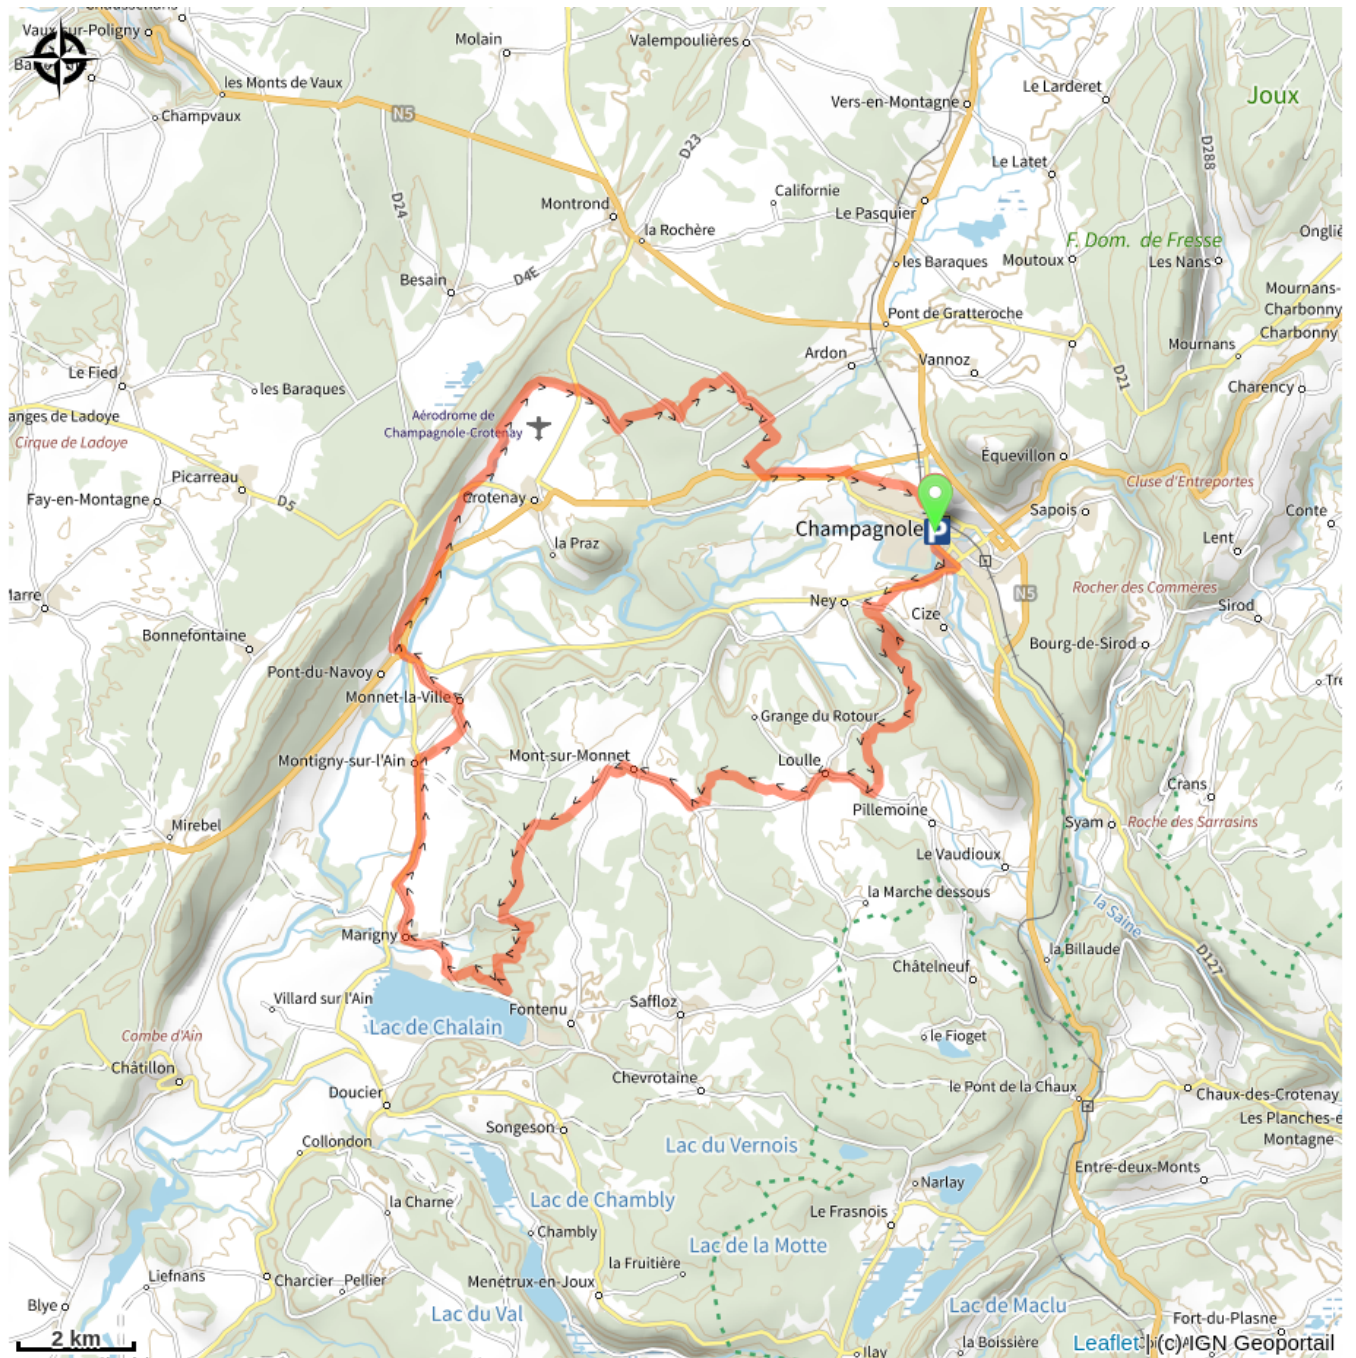 Vaux-sur-Poligny
Molain
Valempoulières
les Monts de Vaux
Champvaux
N5
Vers-en-Montagne
Le Larderet
Joux
D23
D288
Le Latet
D24
Californie
Montrond
Le Pasquier
la Rochère
F. Dom. de Fresse
les Baraques
Moutoux
Les Nans
Besain
D4E
Mournans-
Charbonny
Pont de Gratteroche
Charbonny
Ardon
Vannoz
Mournans
Le Fied
les Baraques
D21
Charency
anges de Ladoye
Cirque de Ladoye
Aérodrome de
Champagnole-Crotenay
Équevillon
Picarreau
Cluse d'Entreportes
Fay-en-Montagne
D5
Crotenay
Sapois
Conte
Champagnole
P
la Praz
Lent
Rocher des Commères
N5
Ney
Cize
Sirod
Bonnefontaine
Bourg-de-Sirod
Pont-du-Navoy
Monnet-la-Ville
Grange du Rotour
Montigny-sur-l'Ain
Mont-sur-Monnet
Loulle
Crans
Pillemoine
Mirebel
Syam
Roche des Sarrasins
Le Vaudioux
la Marche dessous
la Saine
Marigny
la Billaude
D127
Châtelneuf
Villard sur l'Ain
Fontenu
Saffloz
Lac de Chalain
Combe d'Ain
le Fioget
Châtillon
Chevrotaine
le Pont de la Chaux
Doucier
Chaux-des-Crotenay
Songeson
Les Planches-e
Montagne
Collondon
Lac du Vernois
Entre-deux-Monts
Narlay
la Charne
Lac de Chambly
Le Frasnois
Chambly
Lac de la Motte
la Fruitière
Liefnans
Charcier
Pellier
Menétrux-en-Joux
Blye
Lac du Val
Lac de Maclu
Fort-du-Plasne
2 km
la Boissière
Ilay
Leaflet | (c) IGN Geoportail